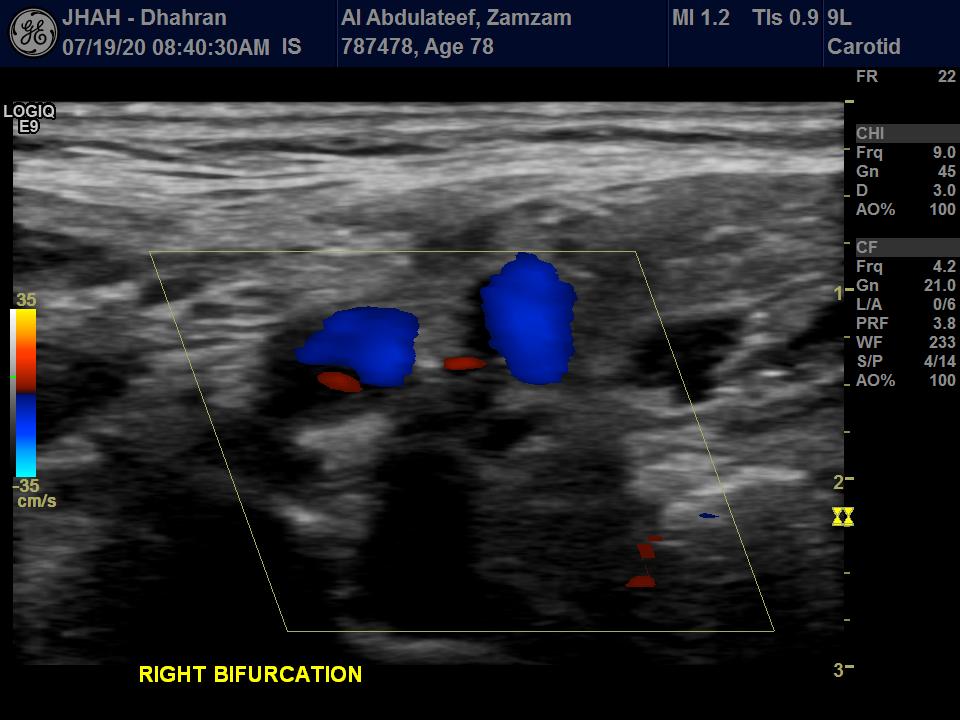 JHAH - Dhahran
07/19/20 08:40:30AM IS
Al Abdulateef, Zamzam
787478, Age 78
MI 1.2 TIs 0.9
9L
Carotid
FR 22
LOGIQ
E9
CHI
Frq 9.0
Gn 45
D 3.0
AO% 100
CF
Frq 4.2
Gn 21.0
L/A 0/6
PRF 3.8
WF 233
S/P 4/14
AO% 100
35
-35
cm/s
1
2
3
RIGHT BIFURCATION